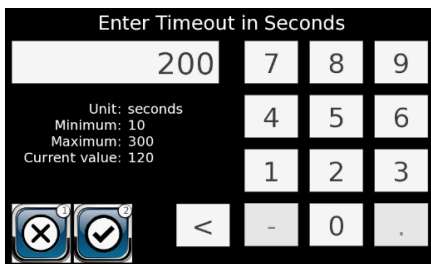 Enter Timeout in Seconds
200
7 8 9
Unit: seconds
Minimum: 10
Maximum: 300
Current value: 120
4 5 6
1 2 3
1 2
< - 0 .